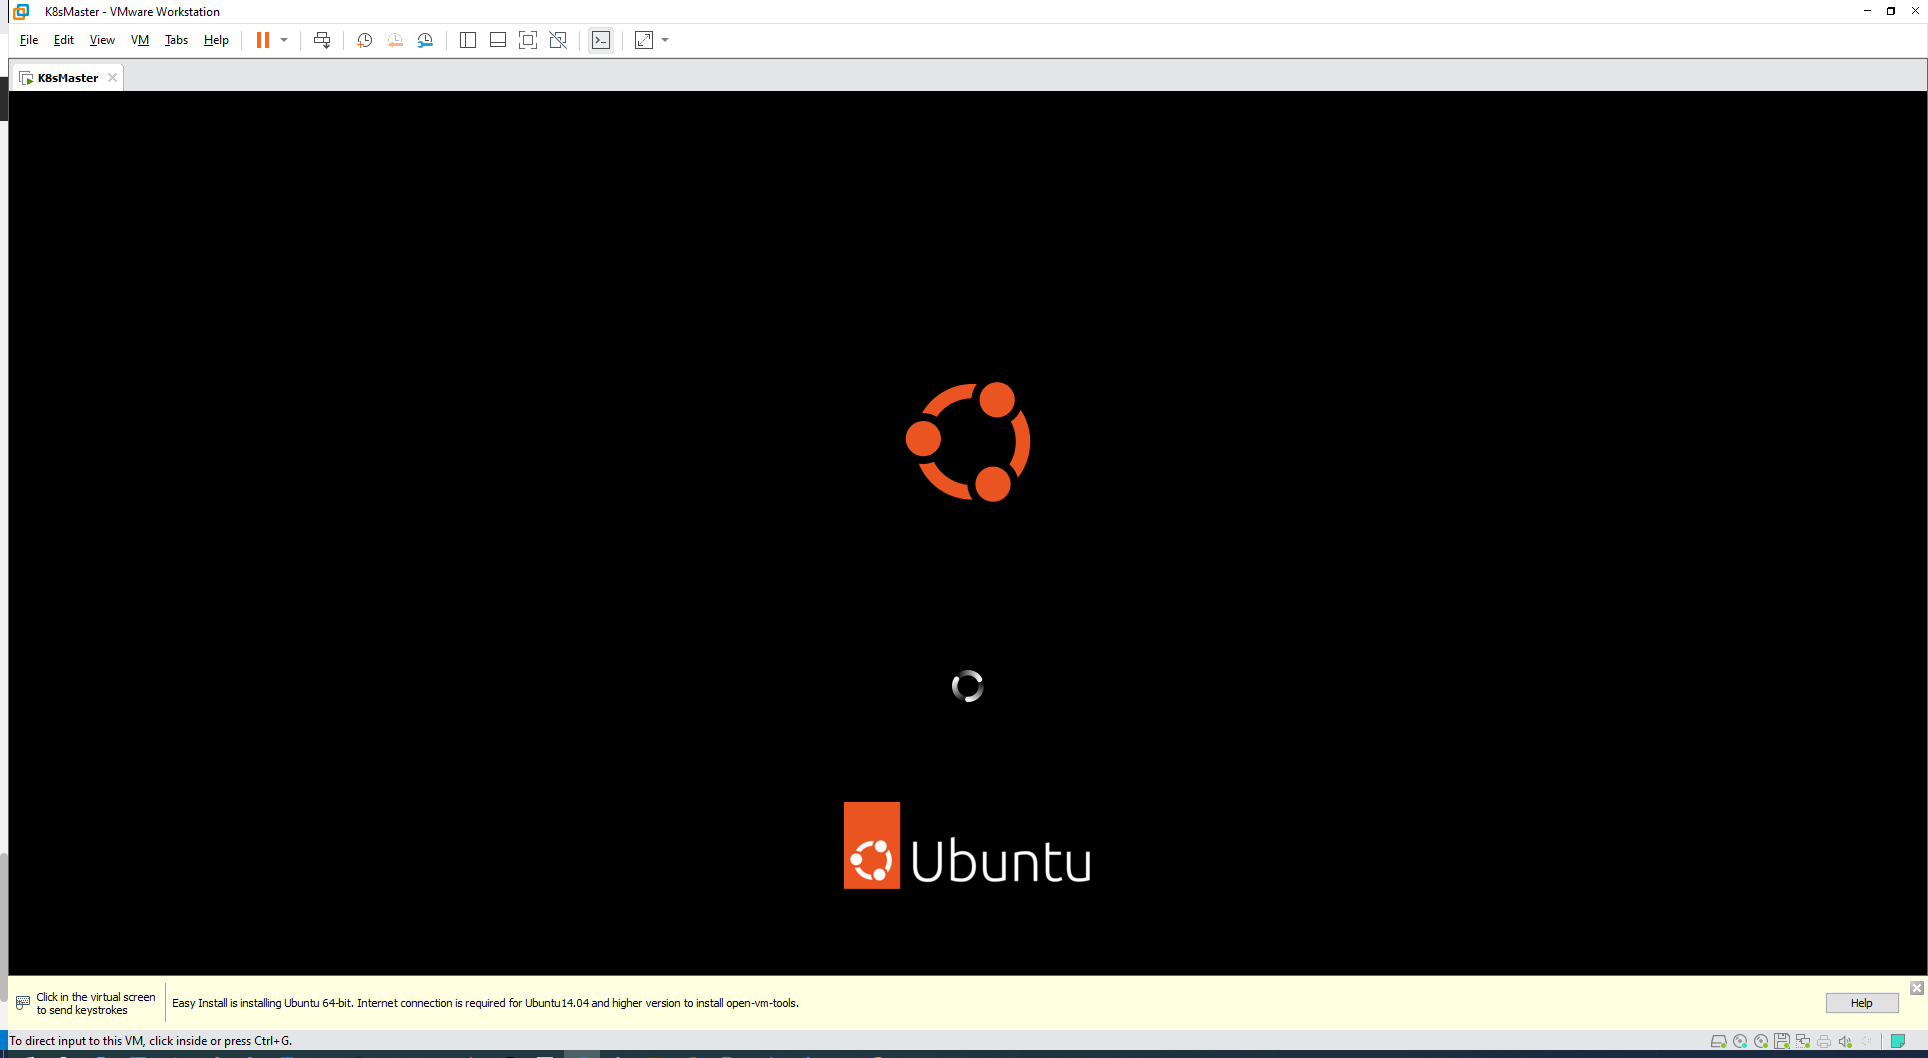 K8sMaster - VMware Workstation
File Edit View VM Tabs Help
K8sMaster
Ubuntu
Click in the virtual screen
to send keystrokes
Easy Install is installing Ubuntu 64-bit. Internet connection is required for Ubuntu14.04 and higher version to install open-vm-tools.
Help
To direct input to this VM, click inside or press Ctrl+G.